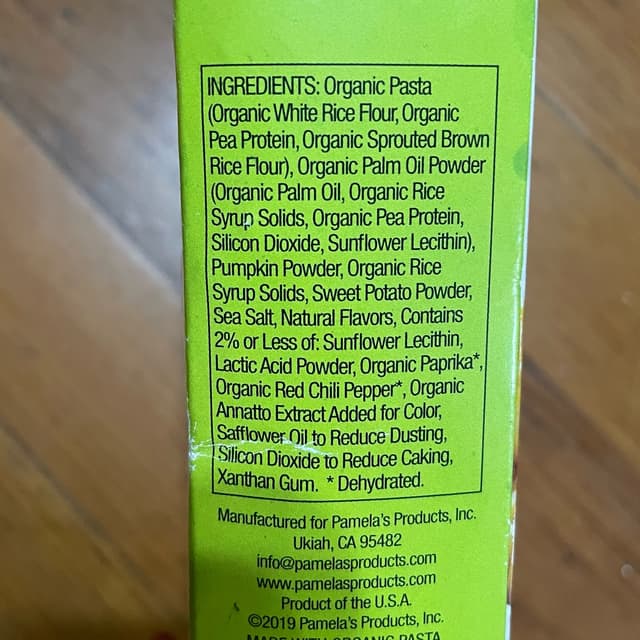 INGREDIENTS: Organic Pasta
(Organic White Rice Flour, Organic
Pea Protein, Organic Sprouted Brown
Rice Flour), Organic Palm Oil Powder
(Organic Palm Oil, Organic Rice
Syrup Solids, Organic Pea Protein,
Silicon Dioxide, Sunflower Lecithin),
Pumpkin Powder, Organic Rice
Syrup Solids, Sweet Potato Powder,
Sea Salt, Natural Flavors, Contains
2% or Less of: Sunflower Lecithin,
Lactic Acid Powder, Organic Paprika*,
Organic Red Chili Pepper*, Organic
Annatto Extract Added for Color,
Safflower Oil to Reduce Dusting,
Silicon Dioxide to Reduce Caking,
Xanthan Gum. * Dehydrated.
Manufactured for Pamela's Products, Inc.
Ukiah, CA 95482
info@pamelasproducts.com
www.pamelasproducts.com
Product of the U.S.A.
©2019 Pamela's Products, Inc.
MADE WITH ORGANIC PASTA